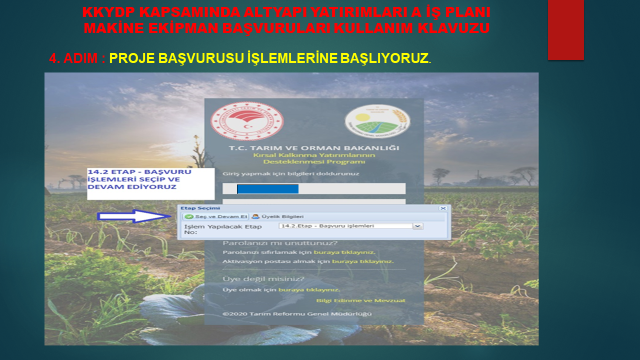 KKYDP KAPSAMINDA ALTYAPI YATIRIMLARI A İŞ PLANI
MAKİNE EKİPMAN BAŞVURULARI KULLANIM KLAVUZU
4. ADIM : PROJE BAŞVURUSU İŞLEMLERİNE BAŞLIYORUZ.
T.C. TARIM VE ORMAN BAKANLIĞI
Kırsal Kalkınma Yatırımlarının
Desteklenmesi Programı
Giriş yapmak için bilgileri doldurunuz
14.2 ETAP - BAŞVURU
İŞLEMLERİ SEÇİP VE
DEVAM EDİYORUZ
Etap Seçimi
Seç ve Devam Et Üyelik Bilgileri
İşlem Yapılacak Etap
No:
14.2.Etap - Başvuru işlemleri
Parolanızı mı unuttunuz?
Parolanızı sıfırlamak için buraya tıklayınız.
Aktivasyon postası almak için buraya tıklayınız.
Üye değil misiniz?
Üye olmak için buraya tıklayınız.
Bilgi Edinme ve Mevzuat
©2020 Tarım Reformu Genel Müdürlüğü